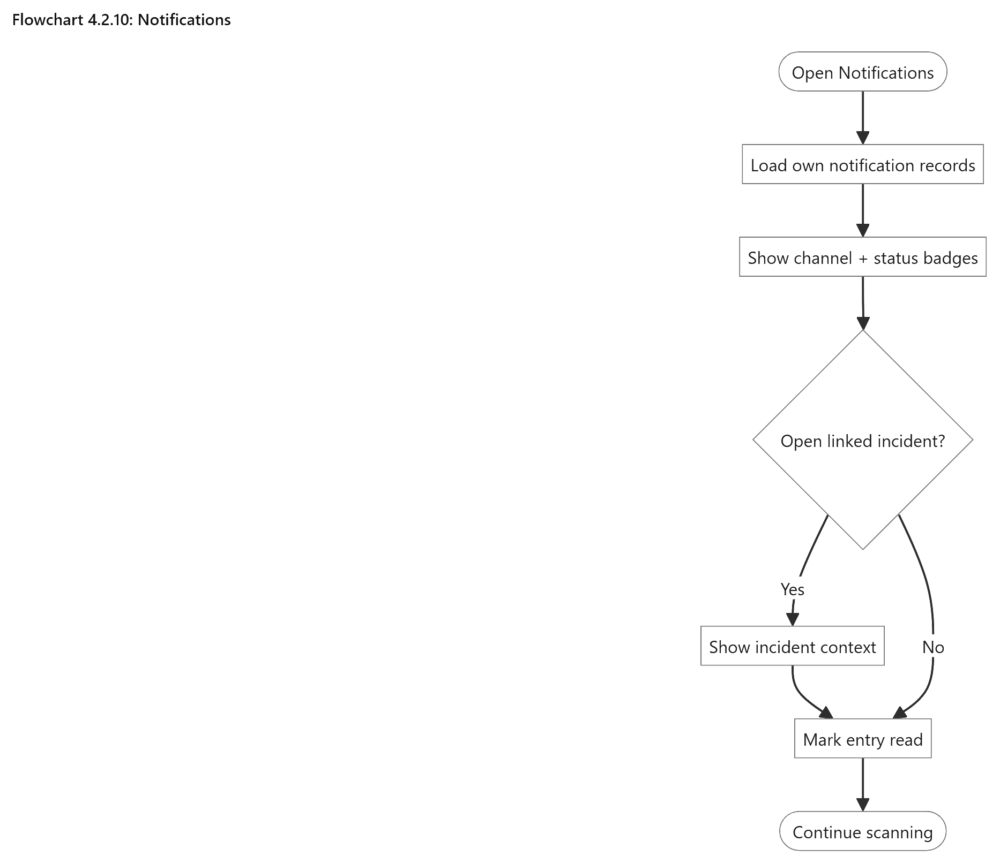 Flowchart 4.2.10: Notifications
Open Notifications
Load own notification records
Show channel + status badges
Open linked incident?
Yes
Show incident context
No
Mark entry read
Continue scanning